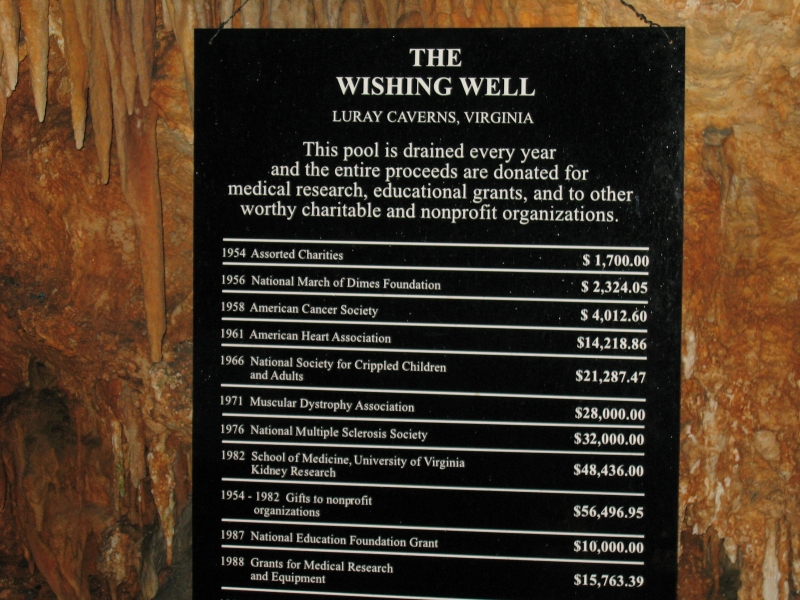 THE
WISHING WELL
LURAY CAVERNS, VIRGINIA
This pool is drained every year
and the entire proceeds are donated for
medical research, educational grants, and to other
worthy charitable and nonprofit organizations.
1954 Assorted Charities $ 1,700.00
1956 National March of Dimes Foundation $ 2,324.05
1958 American Cancer Society $ 4,012.60
1961 American Heart Association $14,218.86
1966 National Society for Crippled Children
and Adults $21,287.47
1971 Muscular Dystrophy Association $28,000.00
1976 National Multiple Sclerosis Society $32,000.00
1982 School of Medicine, University of Virginia
Kidney Research $48,436.00
1954 - 1982 Gifts to nonprofit
organizations $56,496.95
1987 National Education Foundation Grant $10,000.00
1988 Grants for Medical Research
and Equipment $15,763.39